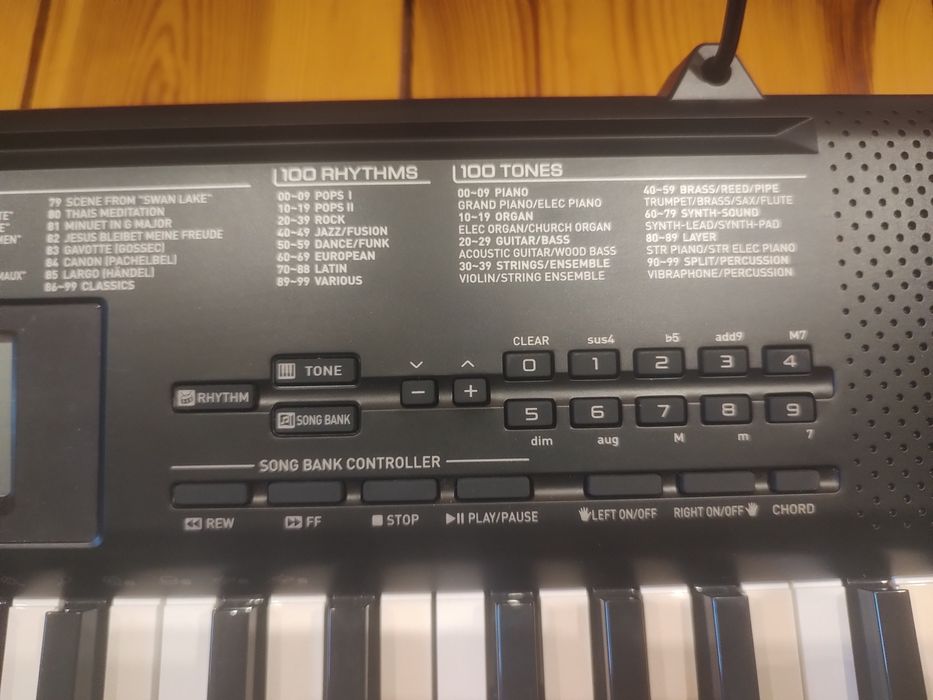 79 SCENE FROM "SWAN LAKE"
80 THAIS MEDITATION
81 MINUET IN G MAJOR
82 JESUS BLEIBET MEINE FREUDE
83 GAVOTTE (GOSSEC)
84 CANON (PACHELBEL)
85 LARGO (HÄNDEL)
86~99 CLASSICS
100 RHYTHMS
00~09 POPS I
10~19 POPS II
20~39 ROCK
40~49 JAZZ/FUSION
50~59 DANCE/FUNK
60~69 EUROPEAN
70~88 LATIN
89~99 VARIOUS
100 TONES
00~09 PIANO
GRAND PIANO/ELEC PIANO
10~19 ORGAN
ELEC ORGAN/CHURCH ORGAN
20~29 GUITAR/BASS
ACOUSTIC GUITAR/WOOD BASS
30~39 STRINGS/ENSEMBLE
VIOLIN/STRING ENSEMBLE
40~59 BRASS/REED/PIPE
TRUMPET/BRASS/SAX/FLUTE
60~79 SYNTH-SOUND
SYNTH-LEAD/SYNTH-PAD
80~89 LAYER
STR PIANO/STR ELEC PIANO
90~99 SPLIT/PERCUSSION
VIBRAPHONE/PERCUSSION
RHYTHM
TONE
SONG BANK
− +
CLEAR sus4 ♭5 add9 M7
0 1 2 3 4
5 6 7 8 9
dim aug M m 7
SONG BANK CONTROLLER
REW FF STOP PLAY/PAUSE LEFT ON/OFF RIGHT ON/OFF CHORD